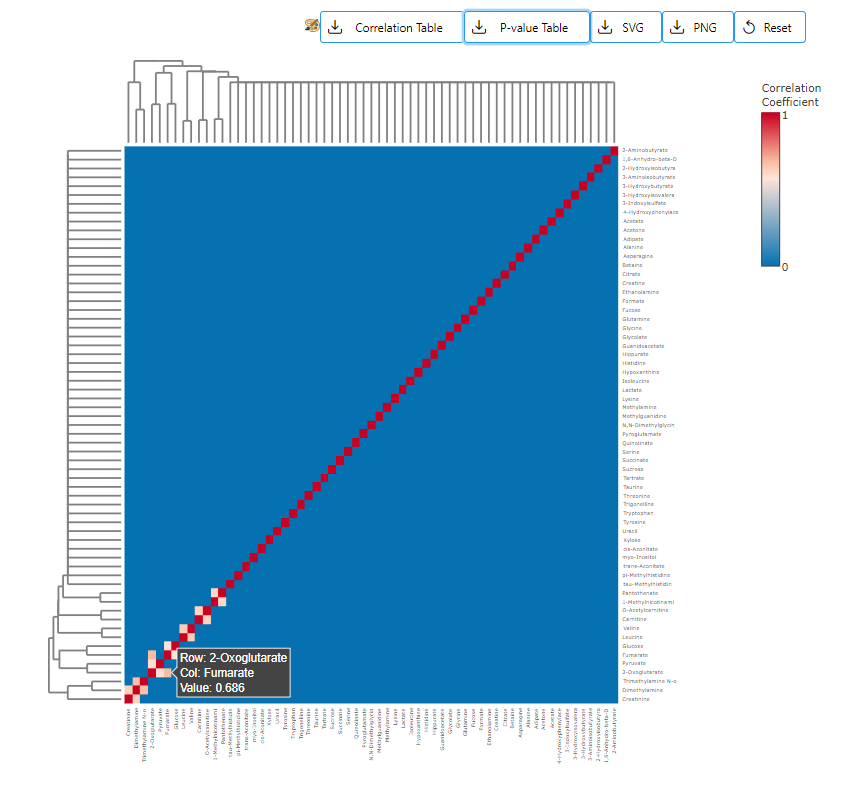 Correlation Table
P-value Table
SVG
PNG
Reset
Correlation
Coefficient
1
0
2-Aminobutyrate
1,6-Anhydro-beta-D
2-Hydroxyisobutyra
3-Aminoisobutyrate
3-Hydroxybutyrate
3-Hydroxyisovalera
3-Indoxylsulfate
4-Hydroxyphenylace
Acetate
Acetone
Adipate
Alanine
Asparagine
Betaine
Citrate
Creatine
Ethanolamine
Formate
Fucose
Glutamine
Glycine
Glycolate
Guanidoacetate
Hippurate
Histidine
Hypoxanthine
Isoleucine
Lactate
Lysine
Methylamine
Methylguanidine
N,N-Dimethylglycin
Pyroglutamate
Quinolinate
Serine
Succinate
Sucrose
Tartrate
Taurine
Threonine
Trigonelline
Tryptophan
Tyrosine
Uracil
Xylose
cis-Aconitate
myo-Inositol
trans-Aconitate
pi-Methylhistidine
tau-Methylhistidin
Pantothenate
1-Methylnicotinami
O-Acetylcarnitine
Carnitine
Valine
Leucine
Glucose
Fumarate
Pyruvate
2-Oxoglutarate
Trimethylamine N-o
Dimethylamine
Creatinine
Row: 2-Oxoglutarate
Col: Fumarate
Value: 0.686
Creatinine
Dimethylamine
Trimethylamine N-o
2-Oxoglutarate
Pyruvate
Fumarate
Glucose
Leucine
Valine
Carnitine
O-Acetylcarnitine
1-Methylnicotinami
Pantothenate
tau-Methylhistidin
pi-Methylhistidine
trans-Aconitate
myo-Inositol
cis-Aconitate
Xylose
Uracil
Tyrosine
Tryptophan
Trigonelline
Threonine
Taurine
Tartrate
Sucrose
Succinate
Serine
Quinolinate
Pyroglutamate
N,N-Dimethylglycin
Methylguanidine
Methylamine
Lysine
Lactate
Isoleucine
Hypoxanthine
Histidine
Hippurate
Guanidoacetate
Glycolate
Glycine
Glutamine
Fucose
Formate
Ethanolamine
Creatine
Citrate
Betaine
Asparagine
Alanine
Adipate
Acetone
Acetate
4-Hydroxyphenylace
3-Indoxylsulfate
3-Hydroxyisovalera
3-Hydroxybutyrate
3-Aminoisobutyrate
2-Hydroxyisobutyra
1,6-Anhydro-beta-D
2-Aminobutyrate